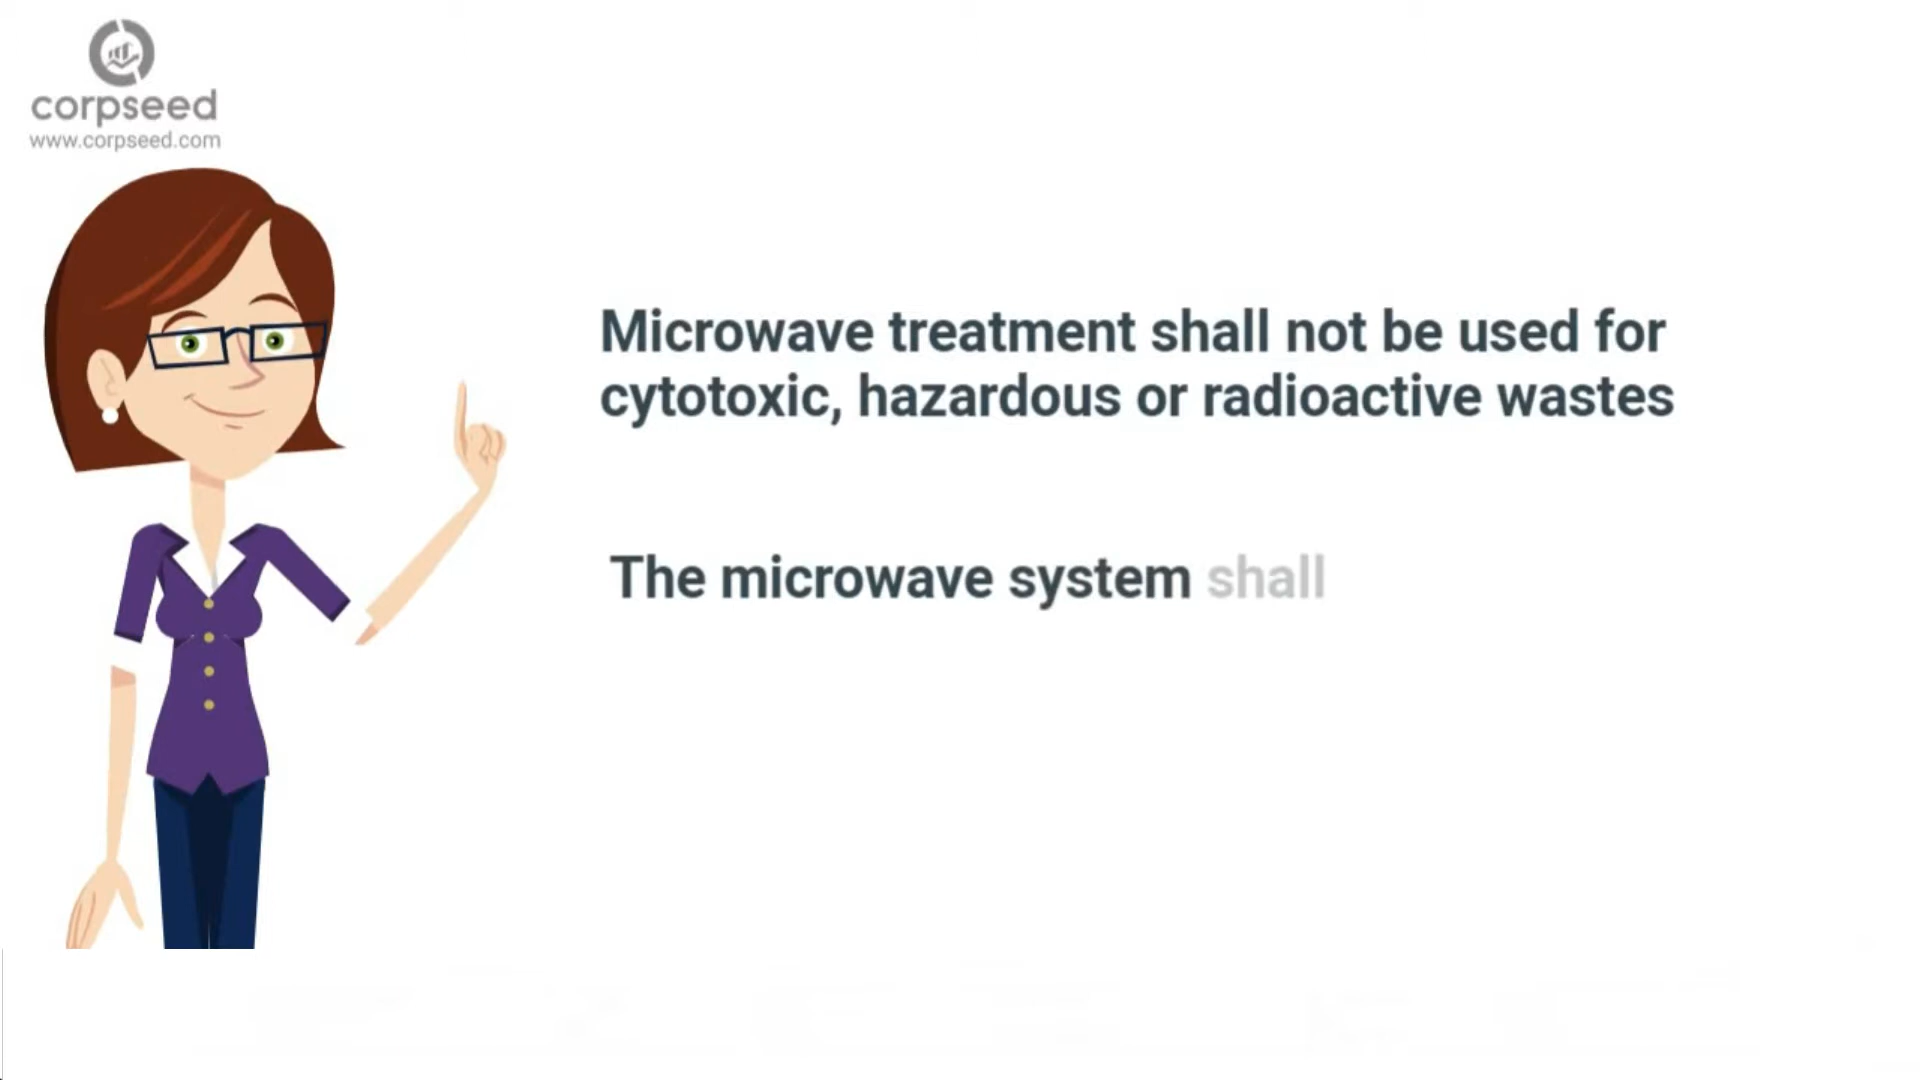 corpseed
www.corpseed.com
Microwave treatment shall not be used for
cytotoxic, hazardous or radioactive wastes
The microwave system shall